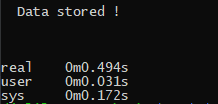 Data stored !
real    0m0.494s
user    0m0.031s
sys     0m0.172s